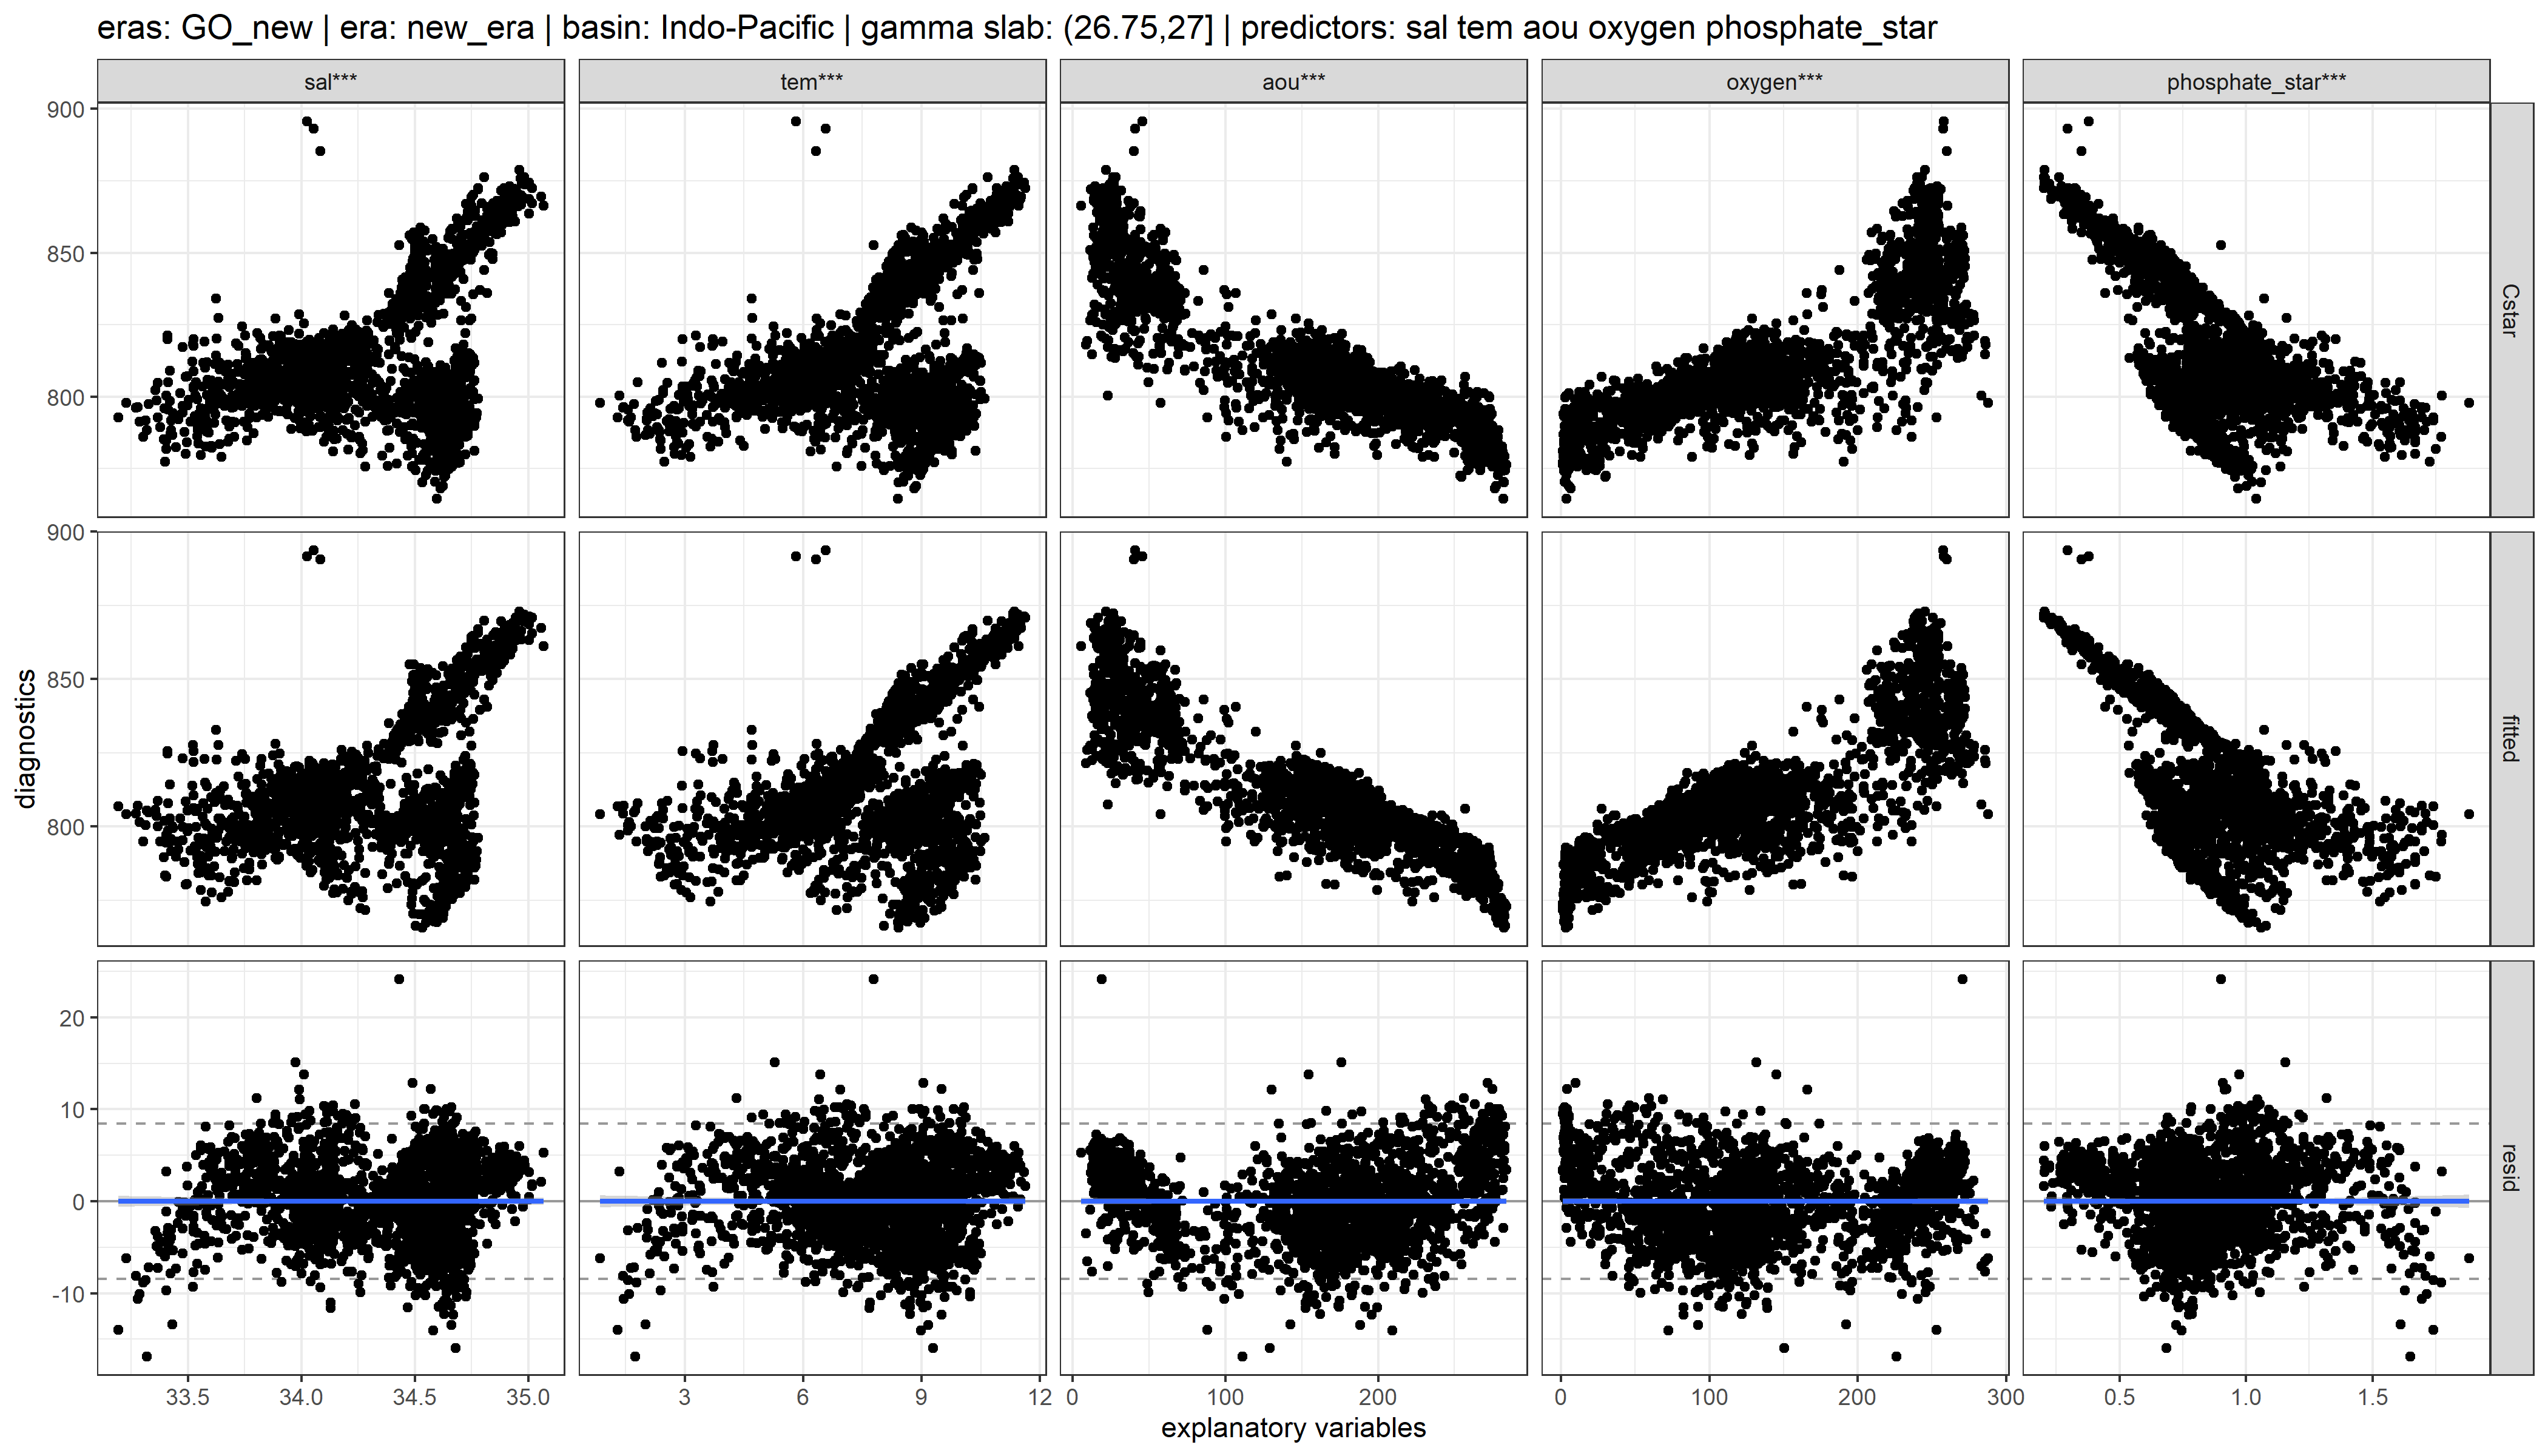 eras: GO_new | era: new_era | basin: Indo-Pacific | gamma slab: (26.75,27] | predictors: sal tem aou oxygen phosphate_star
sal*** tem*** aou*** oxygen*** phosphate_star***
900
850
800
Cstar
900
850
800
fitted
diagnostics
20
10
0
-10
resid
33.5 34.0 34.5 35.0 3 6 9 12 0 100 200 0 100 200 300 0.5 1.0 1.5
explanatory variables